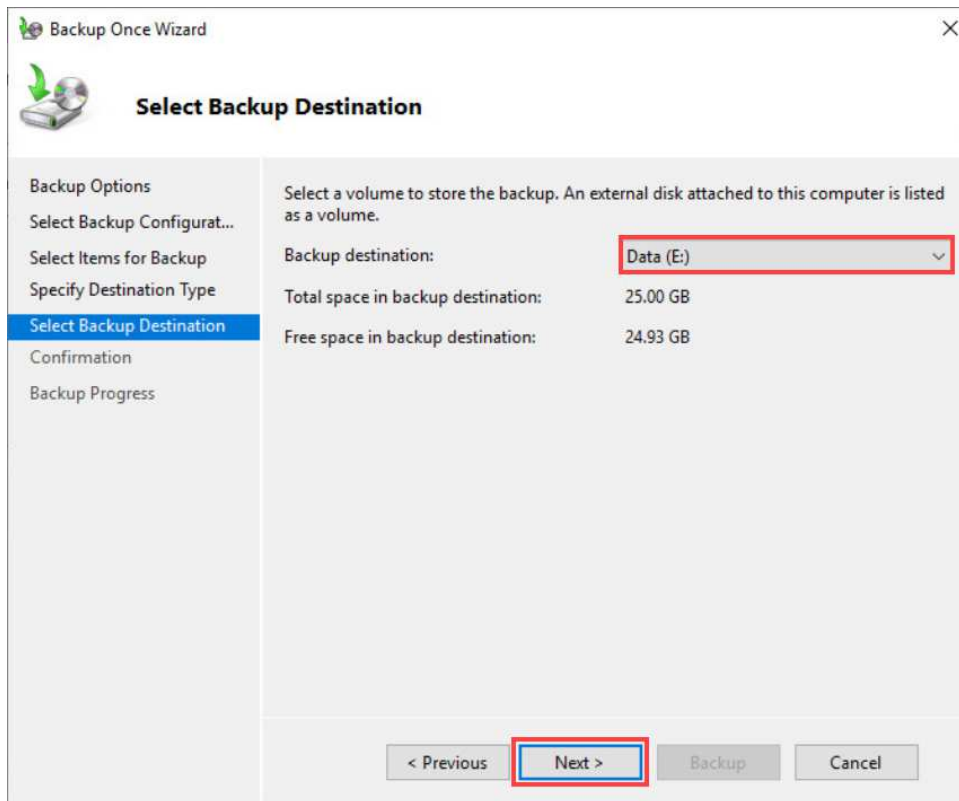 Backup Once Wizard
Select Backup Destination
Backup Options
Select Backup Configurat...
Select Items for Backup
Specify Destination Type
Select Backup Destination
Confirmation
Backup Progress
Select a volume to store the backup. An external disk attached to this computer is listed
as a volume.
Backup destination: Data (E:)
Total space in backup destination: 25.00 GB
Free space in backup destination: 24.93 GB
< Previous Next > Backup Cancel